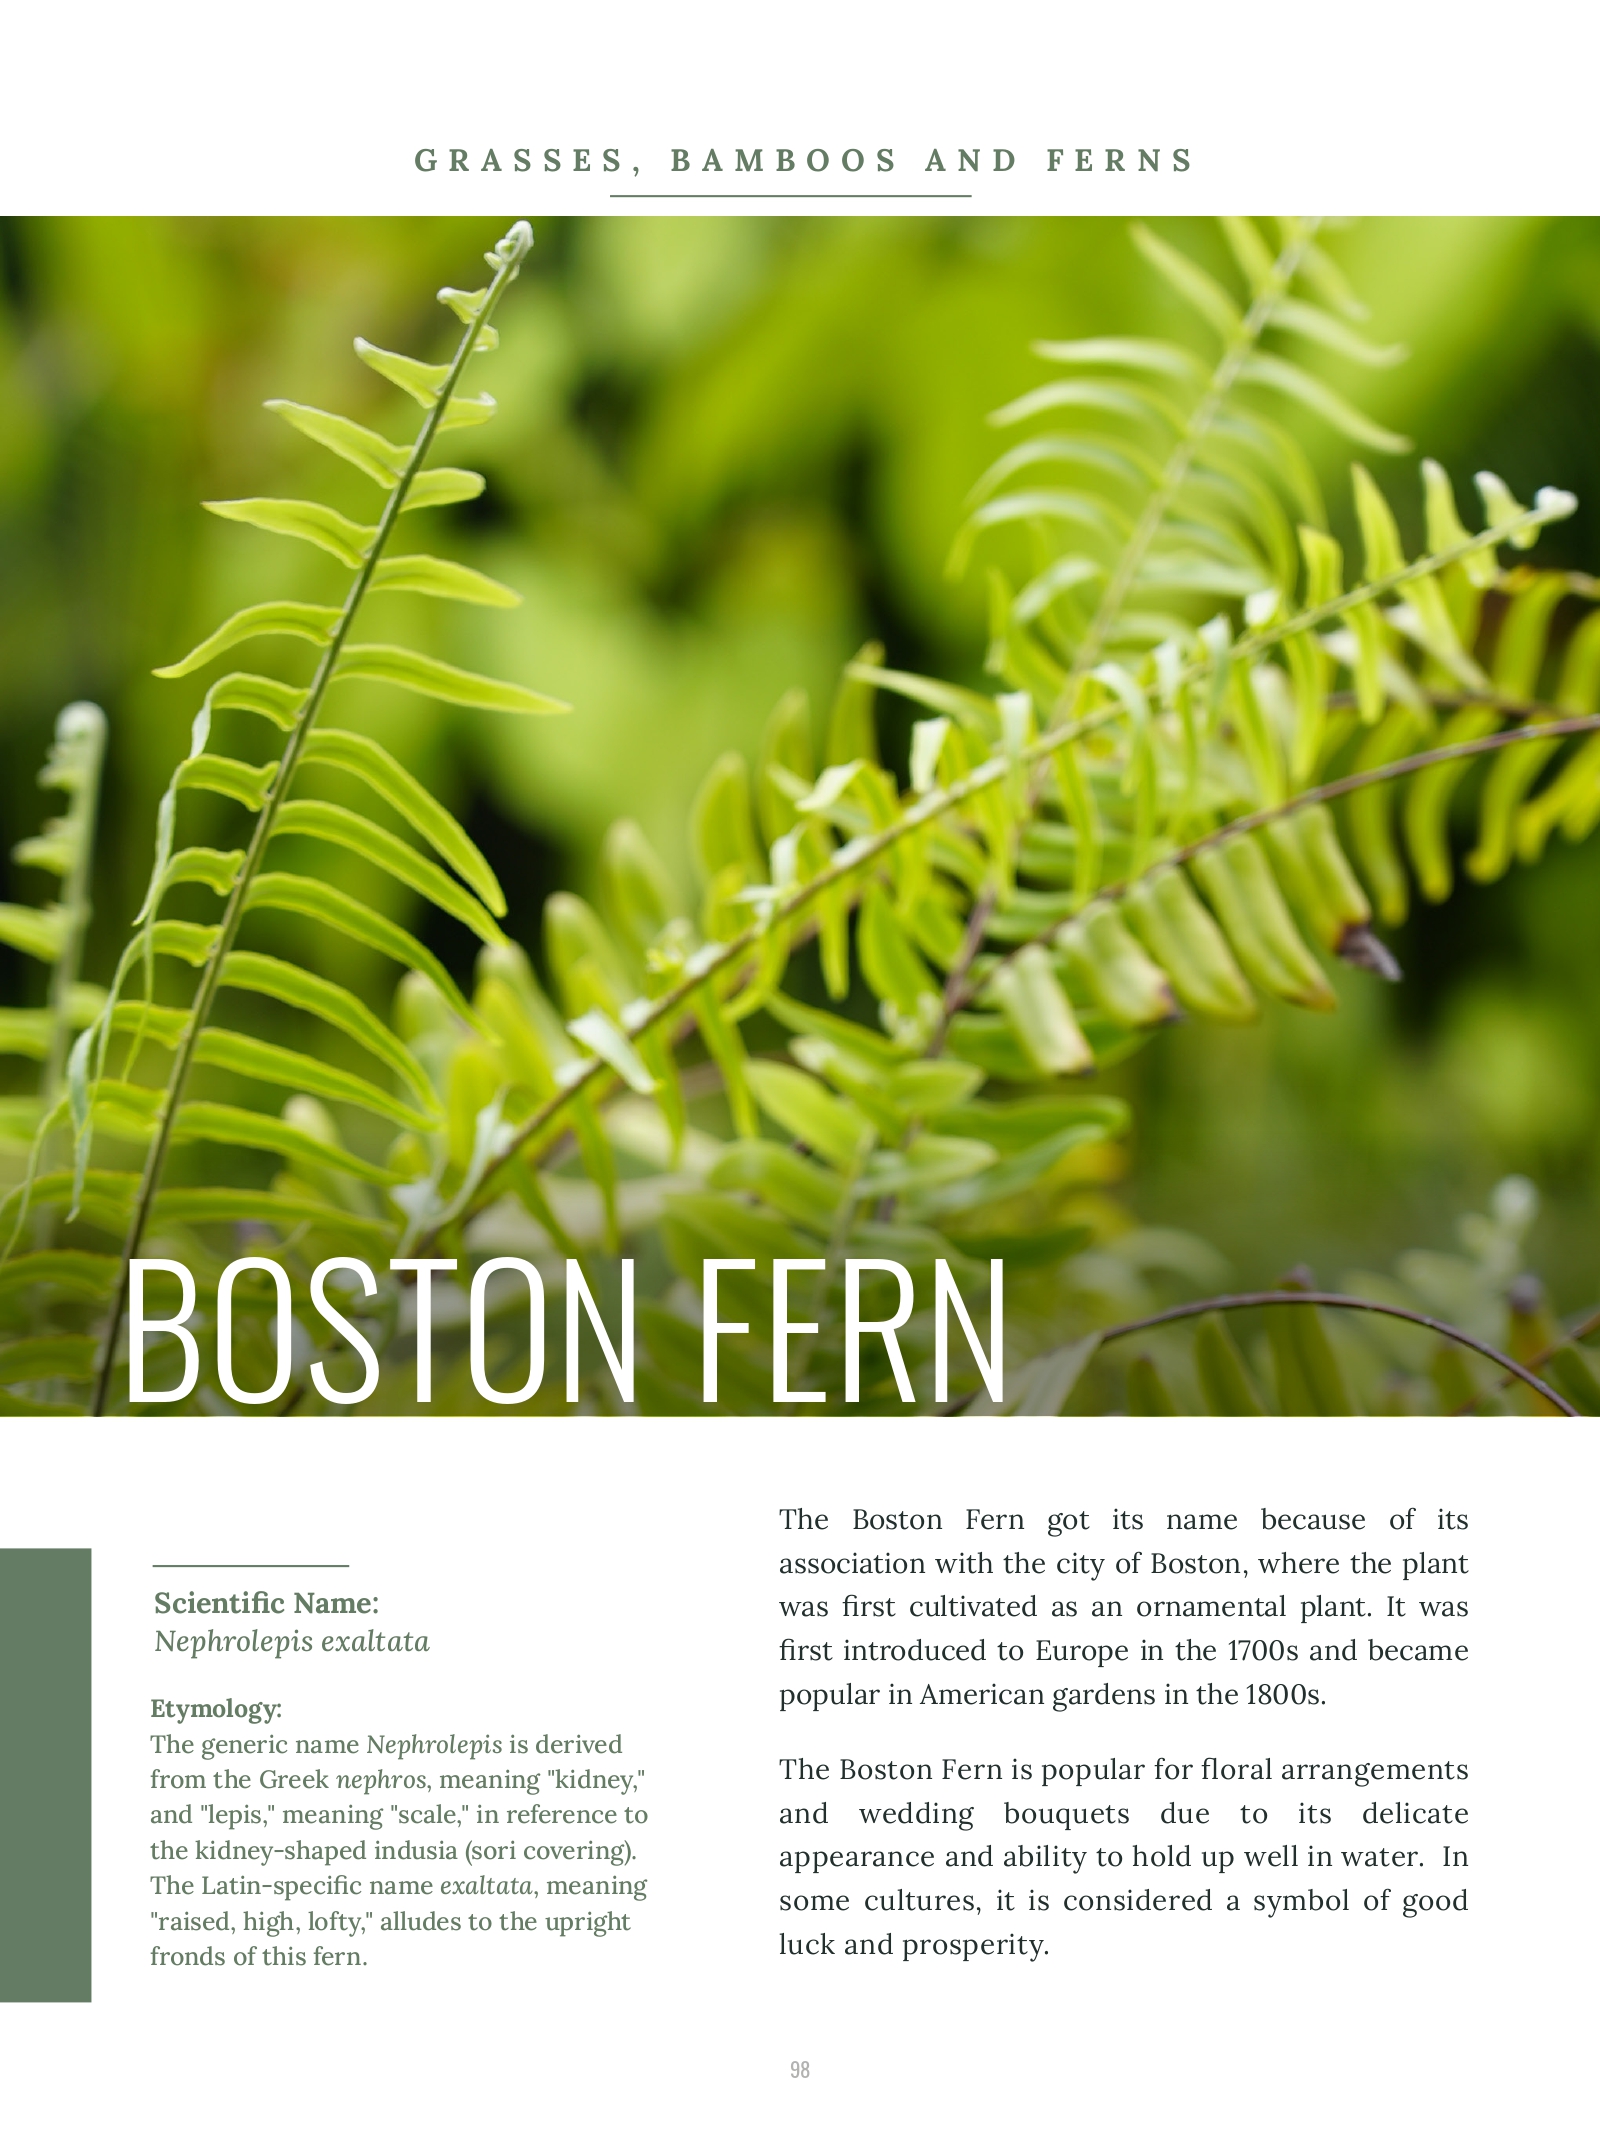 GRASSES, BAMBOOS AND FERNS
BOSTON FERN
Scientific Name:
Nephrolepis exaltata
Etymology:
The generic name Nephrolepis is derived
from the Greek nephros, meaning "kidney,"
and "lepis," meaning "scale," in reference to
the kidney-shaped indusia (sori covering).
The Latin-specific name exaltata, meaning
"raised, high, lofty," alludes to the upright
fronds of this fern.
The Boston Fern got its name because of its
association with the city of Boston, where the plant
was first cultivated as an ornamental plant. It was
first introduced to Europe in the 1700s and became
popular in American gardens in the 1800s.
The Boston Fern is popular for floral arrangements
and wedding bouquets due to its delicate
appearance and ability to hold up well in water. In
some cultures, it is considered a symbol of good
luck and prosperity.
98